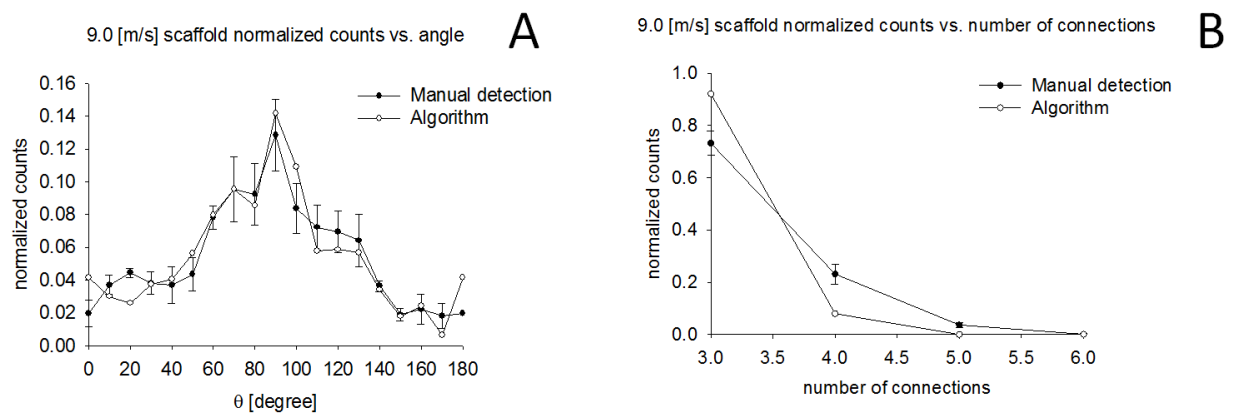 9.0 [m/s] scaffold normalized counts vs. angle
A
Manual detection
Algorithm
normalized counts
0.16
0.14
0.12
0.10
0.08
0.06
0.04
0.02
0.00
0 20 40 60 80 100 120 140 160 180
θ [degree]
9.0 [m/s] scaffold normalized counts vs. number of connections
B
Manual detection
Algorithm
normalized counts
1.0
0.8
0.6
0.4
0.2
0.0
3.0 3.5 4.0 4.5 5.0 5.5 6.0
number of connections